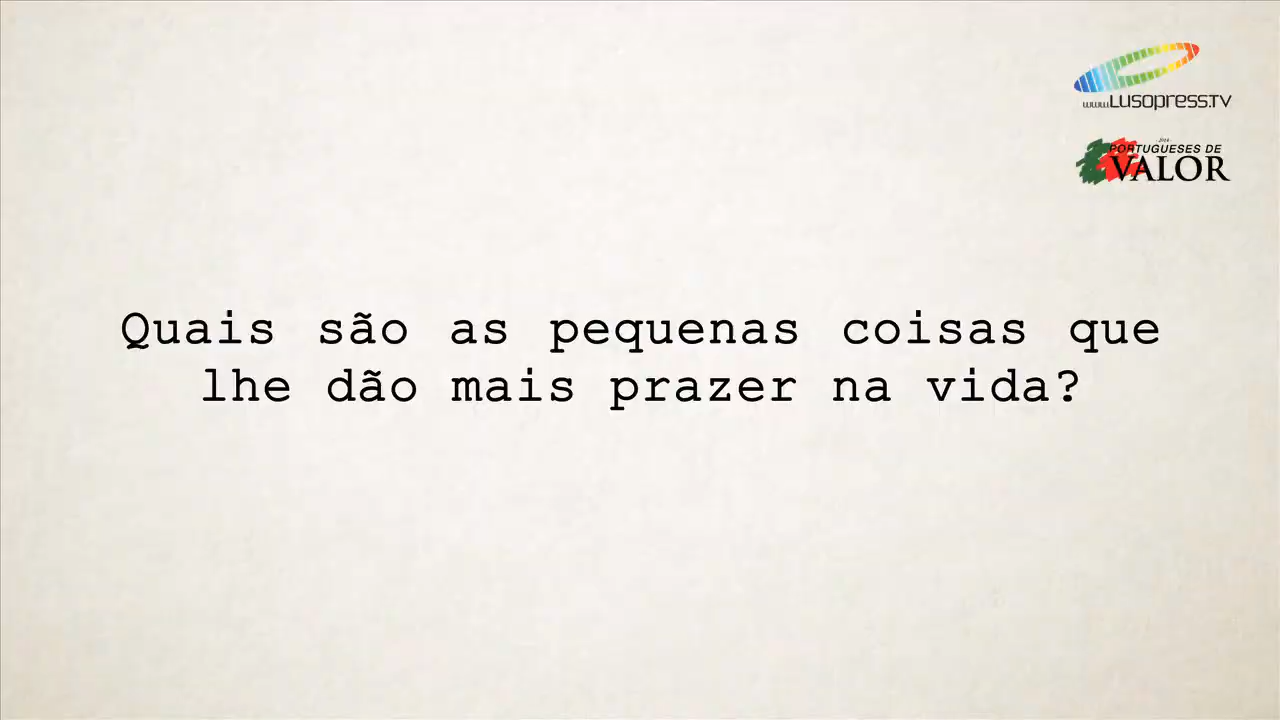 www.LUSOPRESS.TV
PORTUGUESES DE
VALOR
Quais são as pequenas coisas que
lhe dão mais prazer na vida?